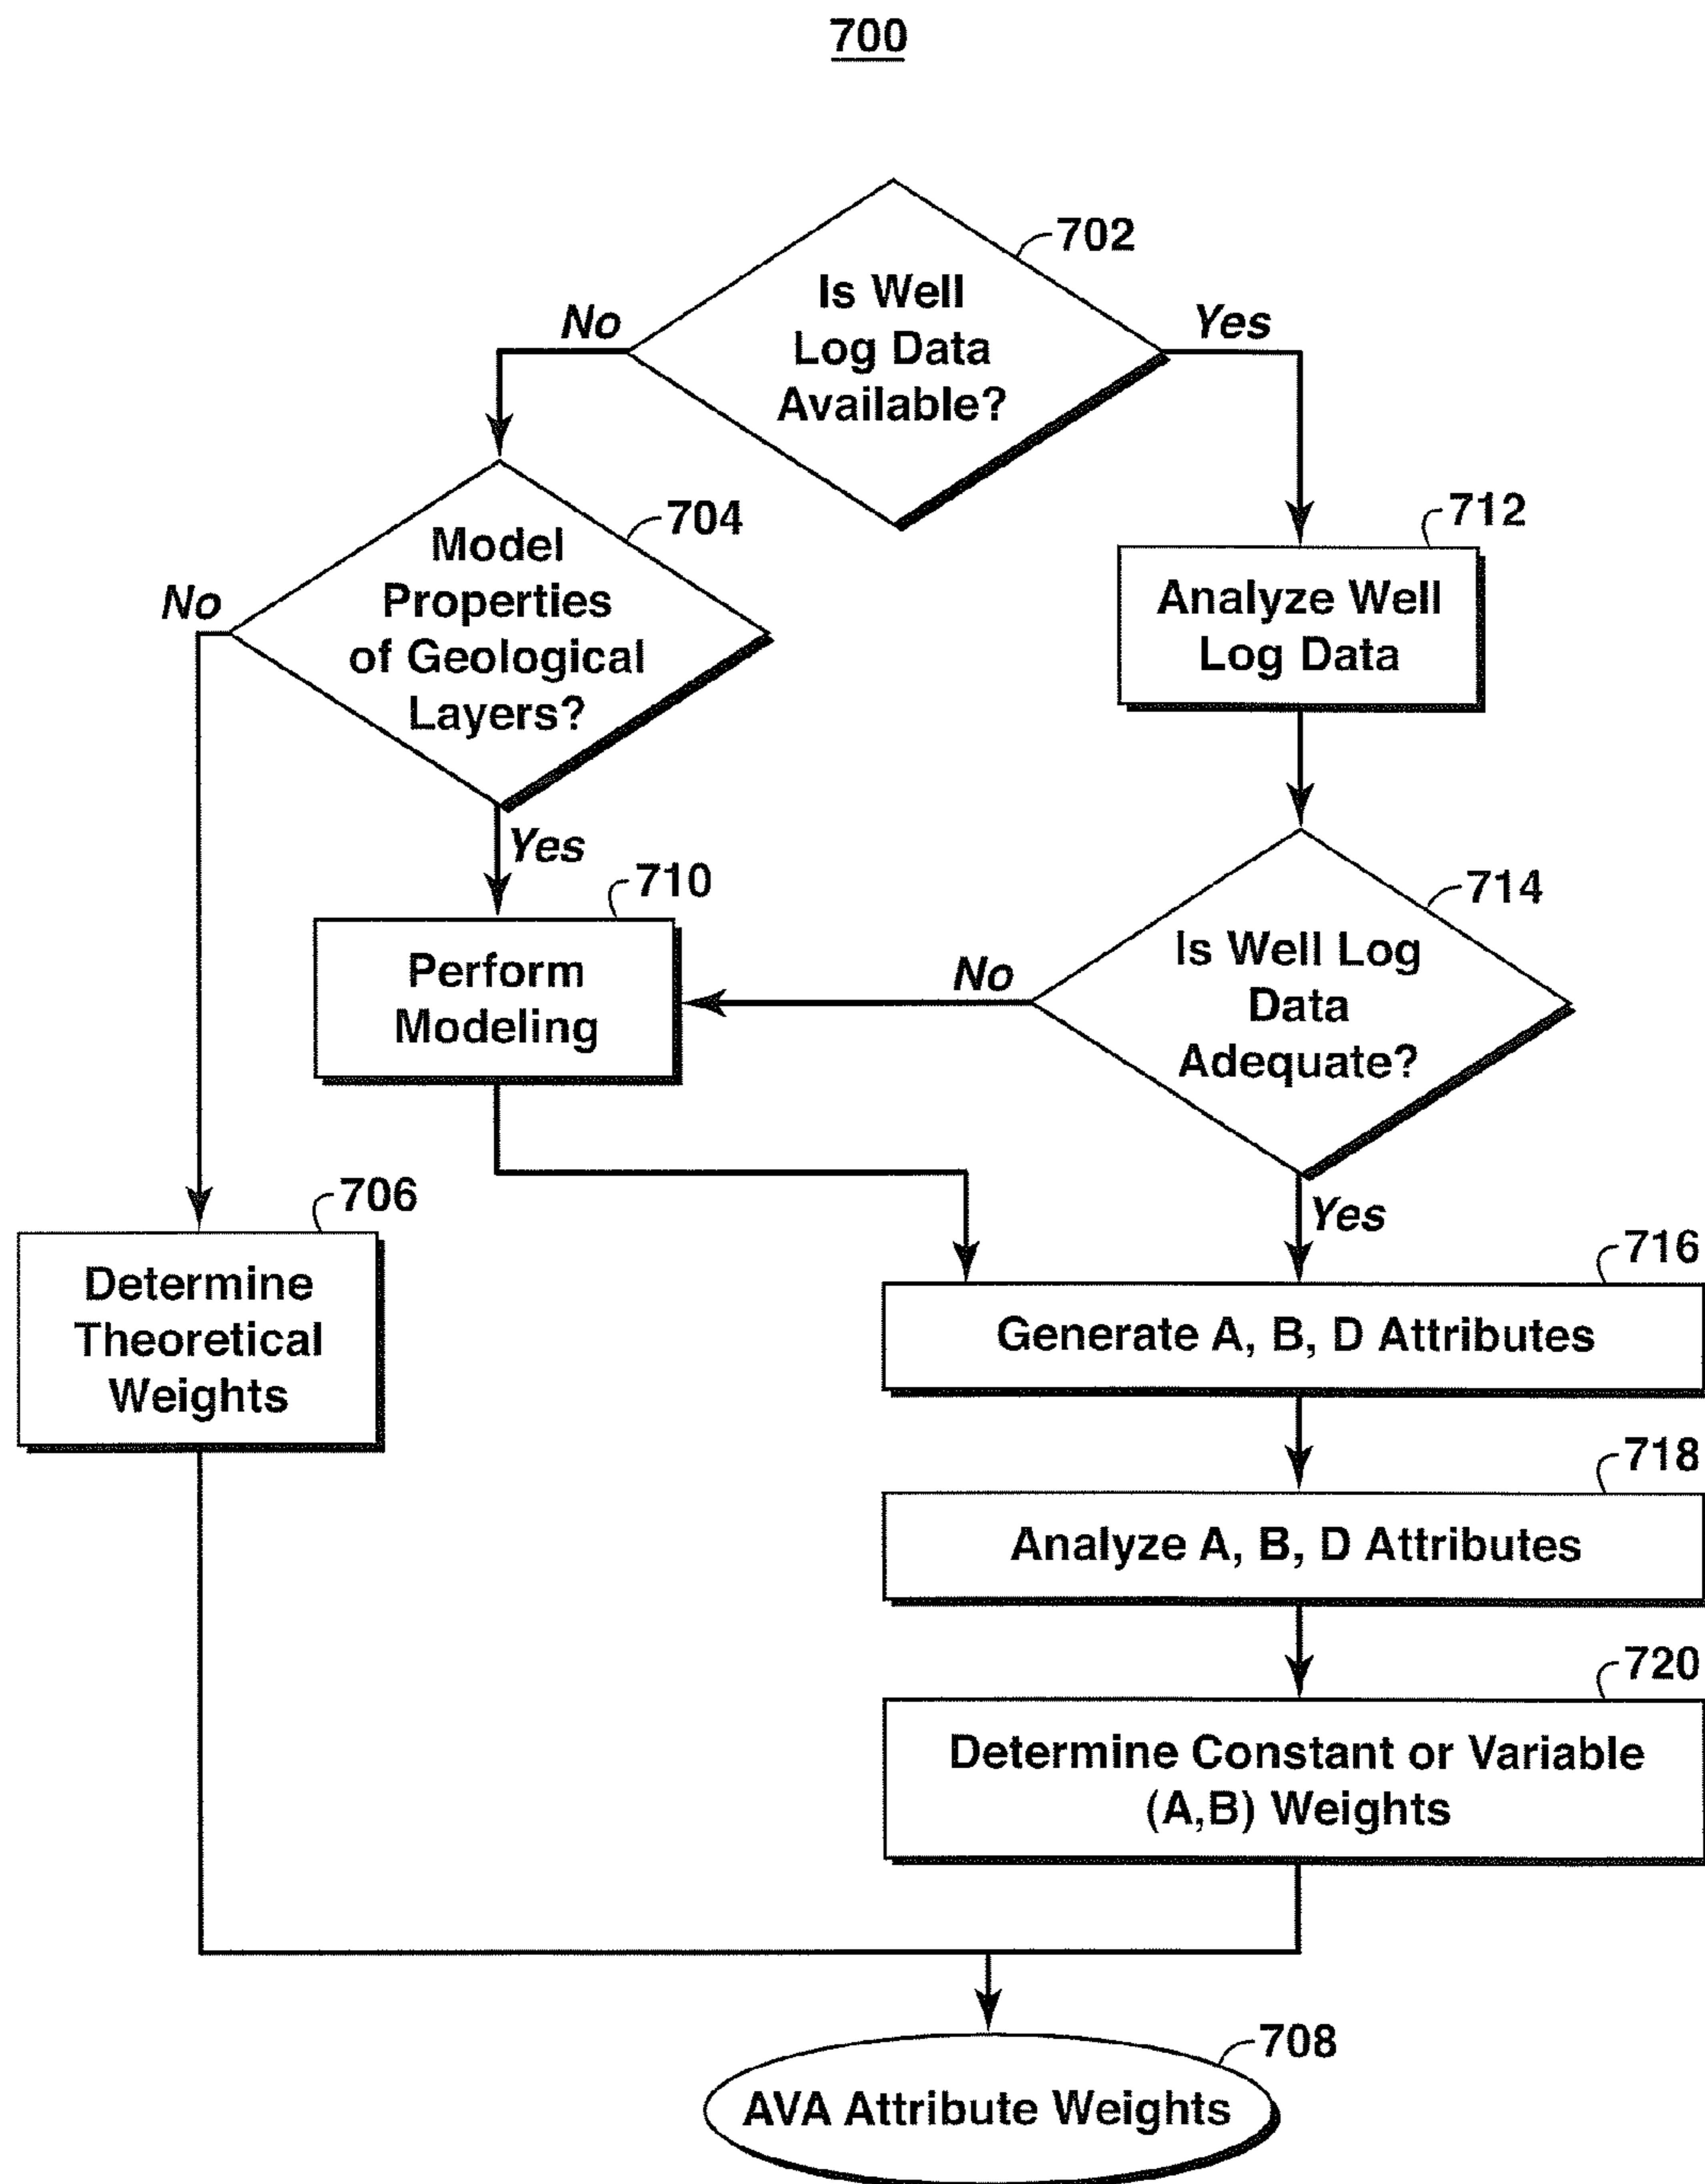 700
702
Is Well
Log Data
Available?
No
Yes
704
Model
Properties
of Geological
Layers?
No
Yes
712
Analyze Well
Log Data
710
Perform
Modeling
714
Is Well Log
Data
Adequate?
No
Yes
706
Determine
Theoretical
Weights
716
Generate A, B, D Attributes
718
Analyze A, B, D Attributes
720
Determine Constant or Variable
(A,B) Weights
708
AVA Attribute Weights